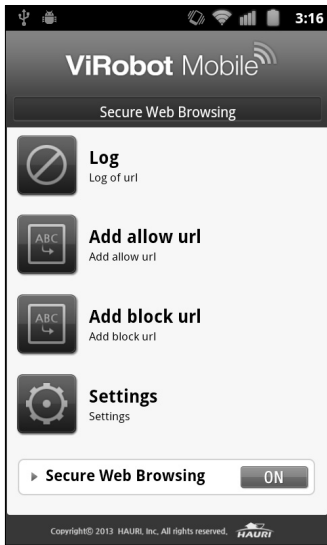 3:16
ViRobot Mobile
Secure Web Browsing
Log
Log of url
ABC
Add allow url
Add allow url
ABC
Add block url
Add block url
Settings
Settings
Secure Web Browsing ON
Copyright© 2013 HAURI, Inc, All rights reserved. HAURI